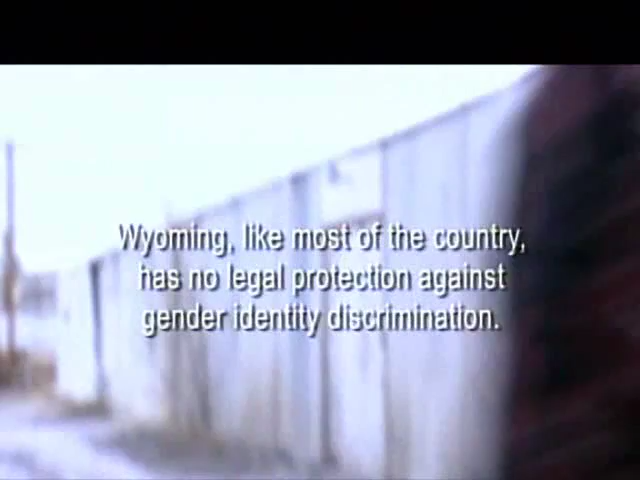 Wyoming, like most of the country,
has no legal protection against
gender identity discrimination.